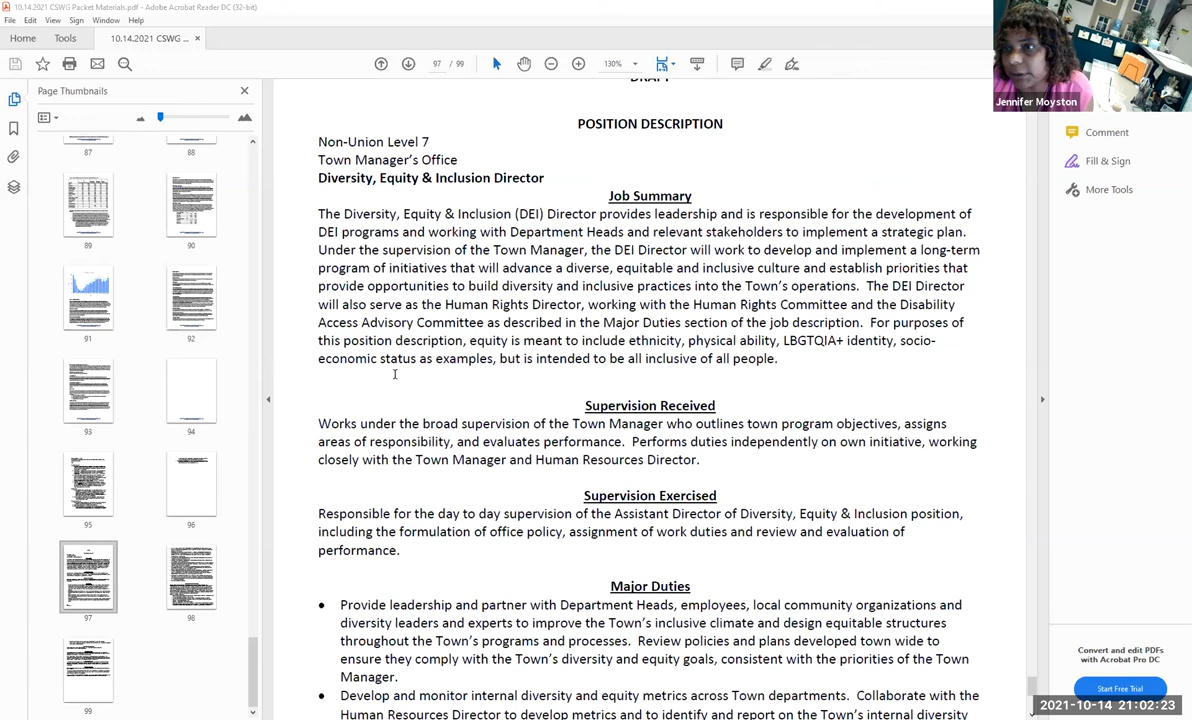 10.14.2021 CSWG Packet Materials.pdf - Adobe Acrobat Reader DC (32-bit)
File Edit View Sign Window Help
Home Tools 10.14.2021 CSWG ... ×
97 / 99 130%
Page Thumbnails
87 88
89 90
91 92
93 94
95 96
97 98
99
DRAFT
POSITION DESCRIPTION
Non-Union Level 7
Town Manager's Office
Diversity, Equity & Inclusion Director
Job Summary
The Diversity, Equity & Inclusion (DEI) Director provides leadership and is responsible for the development of
DEI programs and working with Department Heads and relevant stakeholders to implement a strategic plan.
Under the supervision of the Town Manager, the DEI Director will work to develop and implement a long-term
program of initiatives that will advance a diverse, equitable and inclusive culture and establish priorities that
provide opportunities to build diversity and inclusive practices into the Town's operations. The DEI Director
will also serve as the Human Rights Director, working with the Human Rights Committee and the Disability
Access Advisory Committee as described in the Major Duties section of the job description. For purposes of
this position description, equity is meant to include ethnicity, physical ability, LBGTQIA+ identity, socio-
economic status as examples, but is intended to be all inclusive of all people.
Supervision Received
Works under the broad supervision of the Town Manager who outlines town program objectives, assigns
areas of responsibility, and evaluates performance. Performs duties independently on own initiative, working
closely with the Town Manager and Human Resources Director.
Supervision Exercised
Responsible for the day to day supervision of the Assistant Director of Diversity, Equity & Inclusion position,
including the formulation of office policy, assignment of work duties and review and evaluation of
performance.
Major Duties
• Provide leadership and partner with Department Heads, employees, local community organizations and
diversity leaders and experts to improve the Town's inclusive climate and design equitable structures
throughout the Town's programs and processes. Review policies and plans developed town wide to
ensure they comply with the Town's diversity and equity goals, consistent with the priorities of the Town
Manager.
• Develop and monitor internal diversity and equity metrics across Town departments. Collaborate with the
Human Resources Director to develop metrics and to identify and report on the Town's internal diversity
Jennifer Moyston
Comment
Fill & Sign
More Tools
Convert and edit PDFs
with Acrobat Pro DC
Start Free Trial
2021-10-14 21:02:23